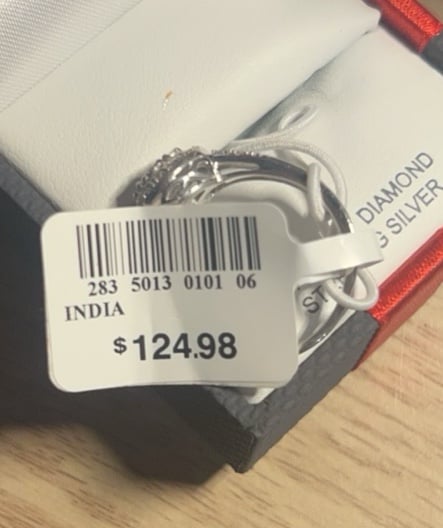 283 5013 0101 06
INDIA
$124.98
DIAMOND
G SILVER
ST